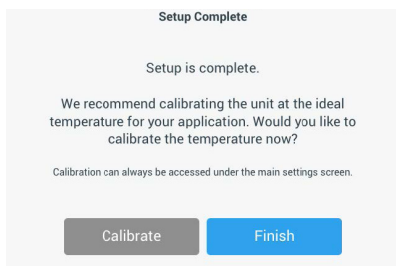 Setup Complete
Setup is complete.
We recommend calibrating the unit at the ideal
temperature for your application. Would you like to
calibrate the temperature now?
Calibration can always be accessed under the main settings screen.
Calibrate
Finish